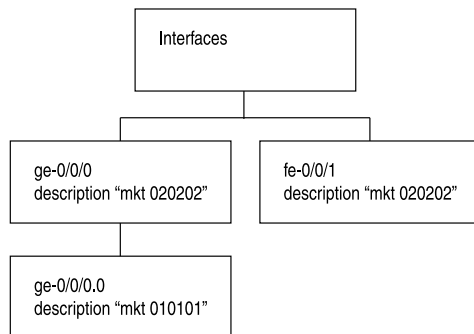 Interfaces
ge-0/0/0
description “mkt 020202”
fe-0/0/1
description “mkt 020202”
ge-0/0/0.0
description “mkt 010101”